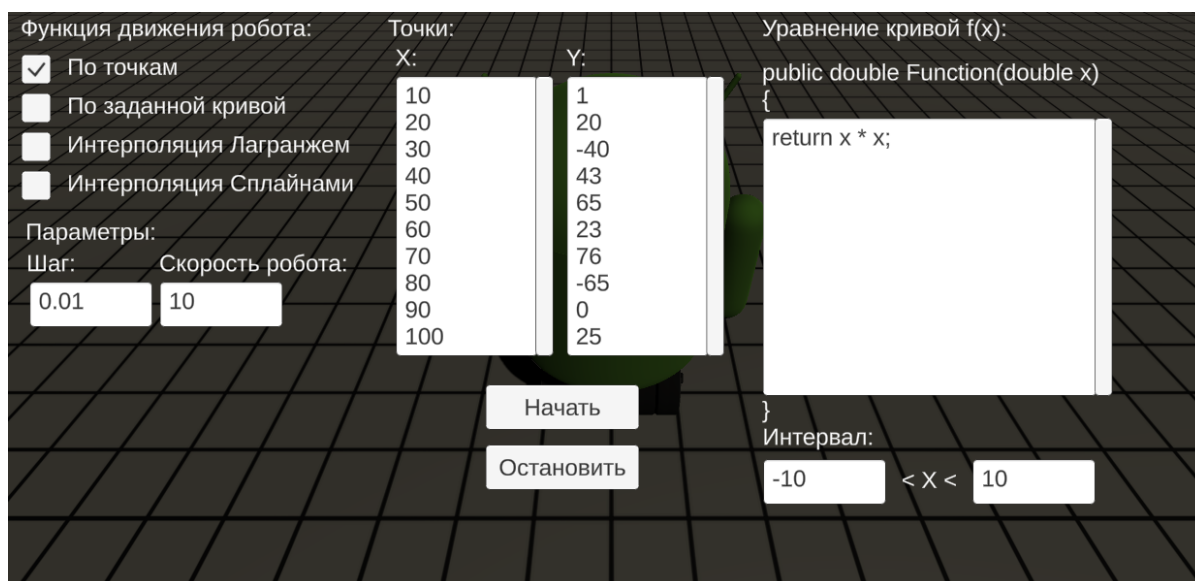 Функция движения робота:
По точкам
По заданной кривой
Интерполяция Лагранжем
Интерполяция Сплайнами
Параметры:
Шаг: Скорость робота:
0.01 10
Точки:
X: Y:
10 1
20 20
30 -40
40 43
50 65
60 23
70 76
80 -65
90 0
100 25
Начать
Остановить
Уравнение кривой f(x):
public double Function(double x)
{
return x * x;
}
Интервал:
-10 < X < 10